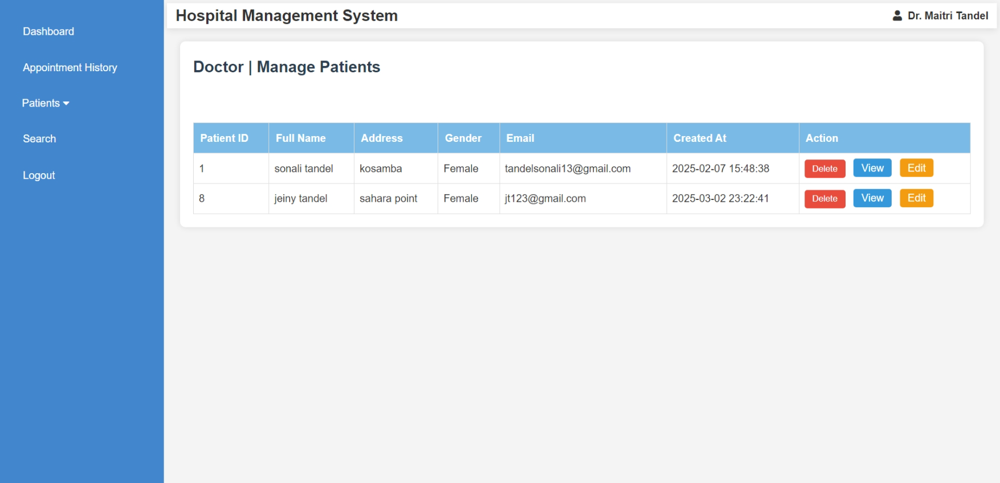 Hospital Management System
Dr. Maitri Tandel
Dashboard
Appointment History
Patients
Search
Logout
Doctor | Manage Patients
Patient ID Full Name Address Gender Email Created At Action
1 sonali tandel kosamba Female tandelsonali13@gmail.com 2025-02-07 15:48:38 Delete View Edit
8 jeiny tandel sahara point Female jt123@gmail.com 2025-03-02 23:22:41 Delete View Edit